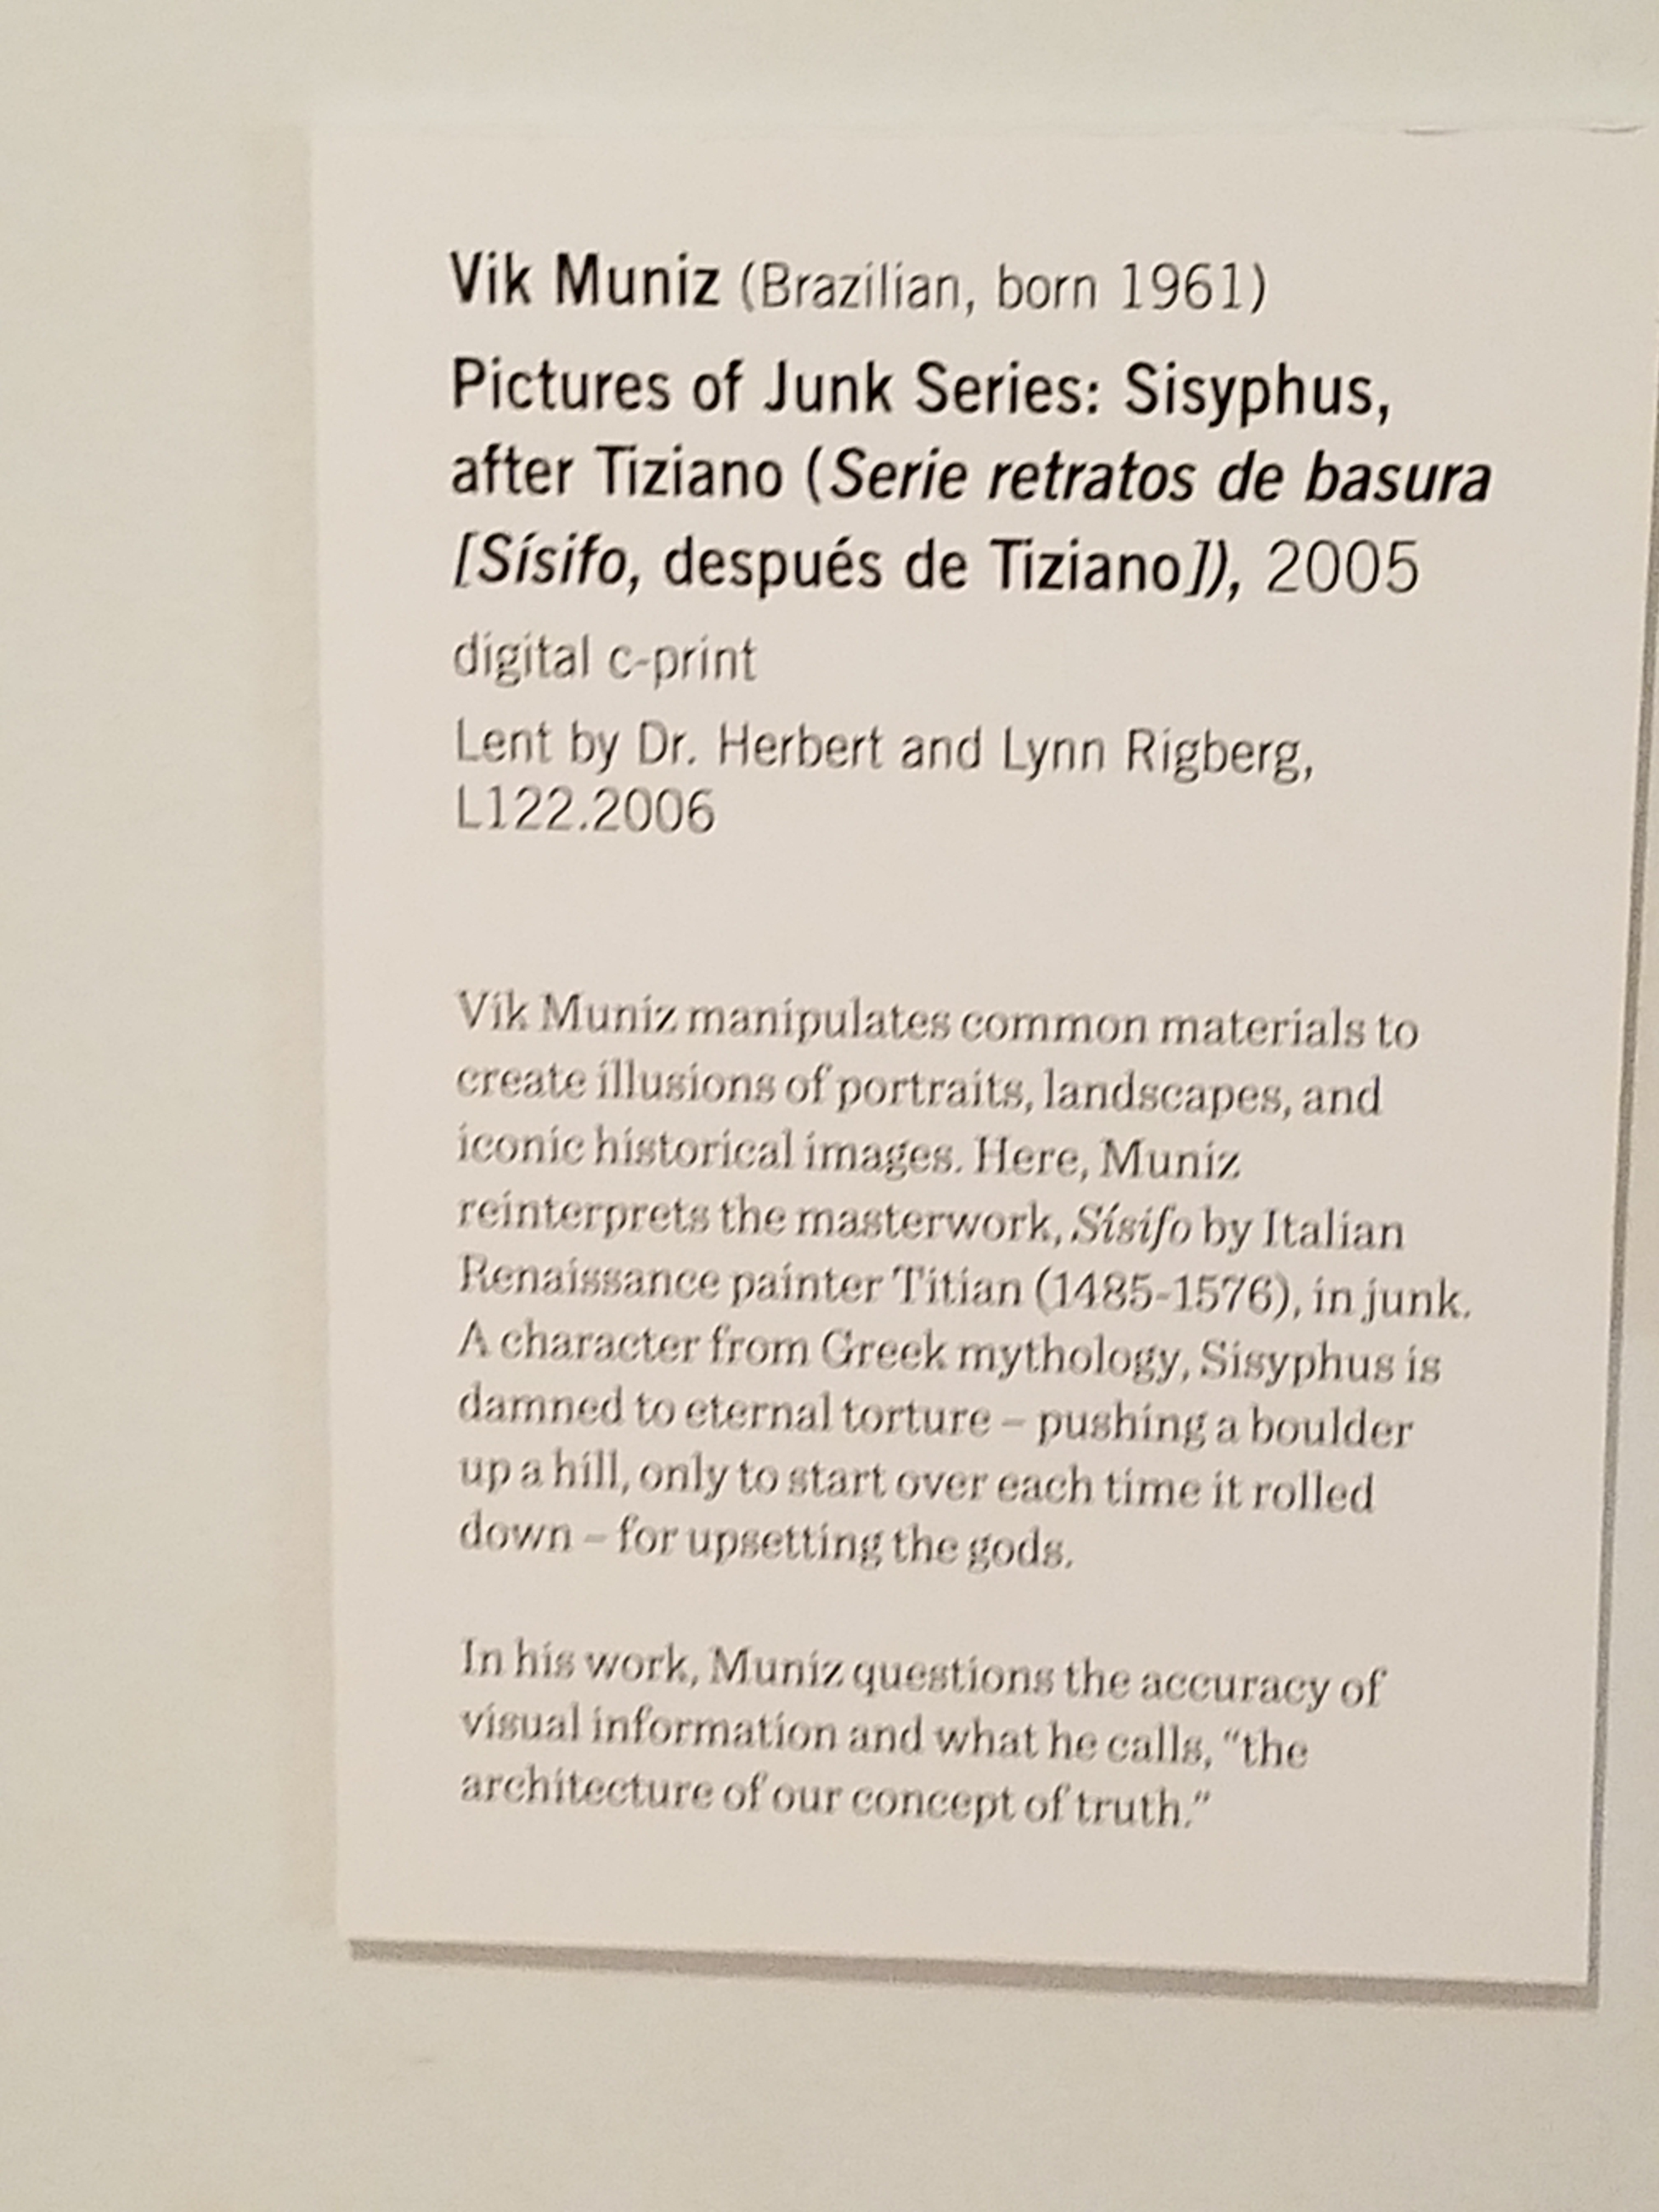 Vik Muniz (Brazilian, born 1961)
Pictures of Junk Series: Sisyphus,
after Tiziano (Serie retratos de basura
[Sísifo, después de Tiziano]), 2005
digital c-print
Lent by Dr. Herbert and Lynn Rigberg,
L122.2006
Vik Muniz manipulates common materials to
create illusions of portraits, landscapes, and
iconic historical images. Here, Muniz
reinterprets the masterwork, Sísifo by Italian
Renaissance painter Titian (1485-1576), in junk.
A character from Greek mythology, Sisyphus is
damned to eternal torture – pushing a boulder
up a hill, only to start over each time it rolled
down – for upsetting the gods.
In his work, Muniz questions the accuracy of
visual information and what he calls, “the
architecture of our concept of truth.”